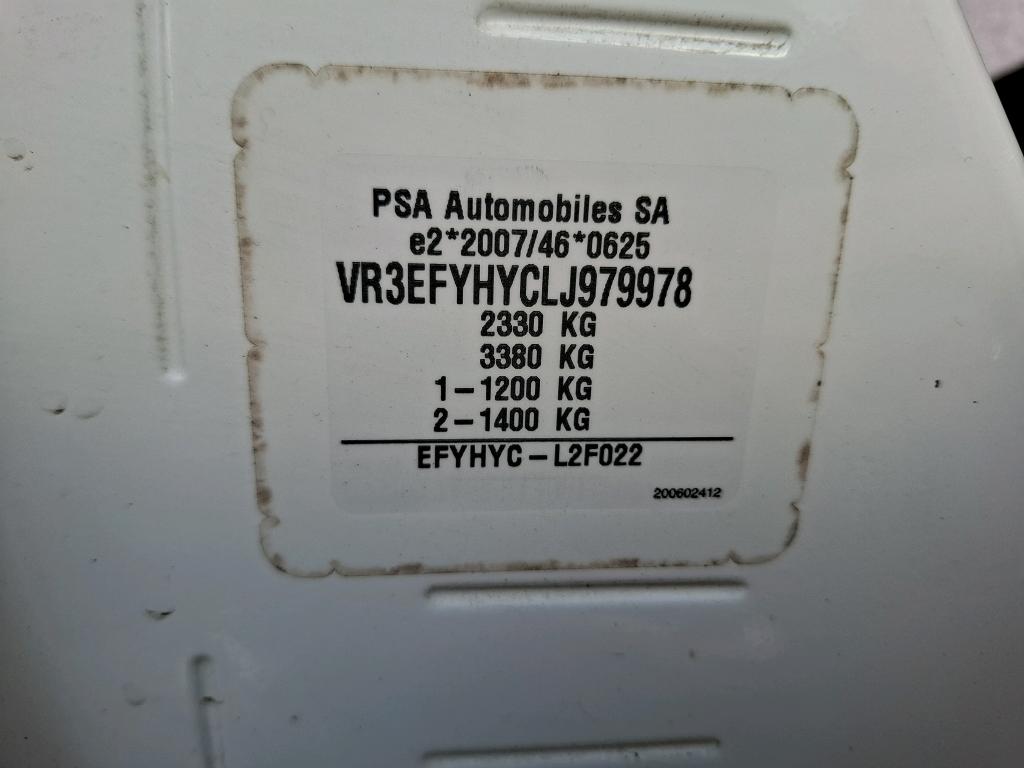 PSA Automobiles SA
e2*2007/46*0625
VR3EFYHYCLJ979978
2330 KG
3380 KG
1-1200 KG
2-1400 KG
EFYHYC-L2F022
200602412